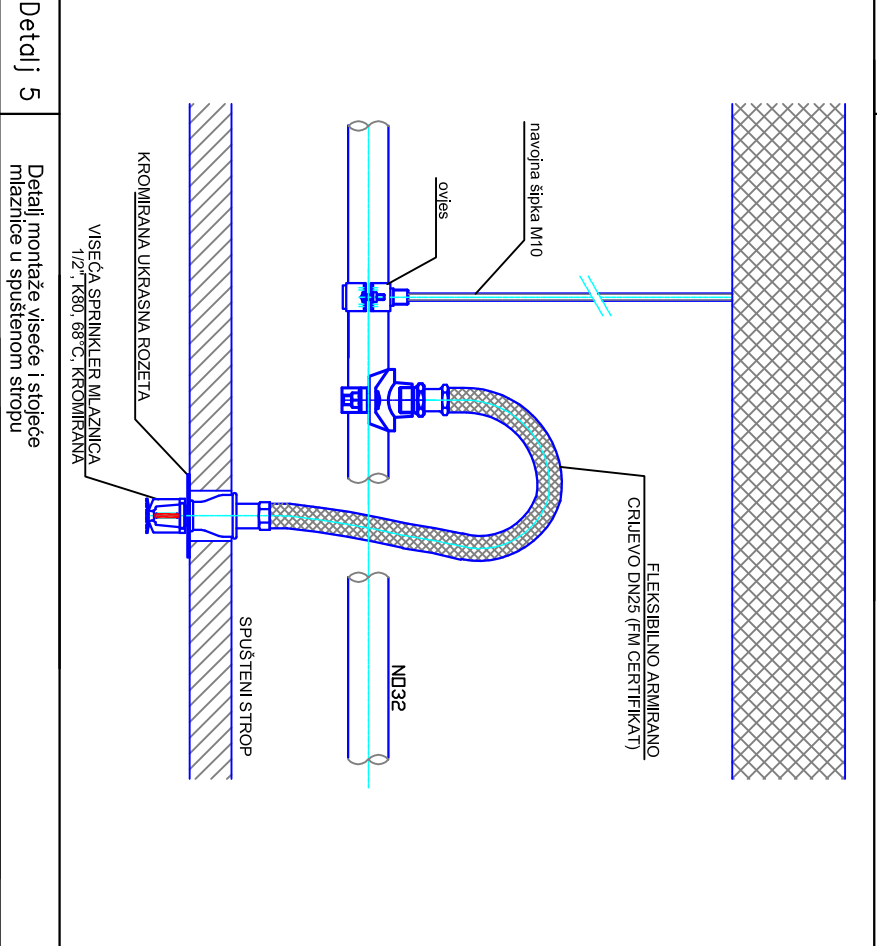 FLEKSIBILNO ARMIRANO
CRIJEVO DN25 (FM CERTIFIKAT)
navojna šipka M10
ovjes
NO32
SPUŠTENI STROP
KROMIRANA UKRASNA ROZETA
VISEĆA SPRINKLER MLAZNICA
1/2", K80, 68°C, KROMIRANA
Detalj 5
Detalj montaže viseće i stojeće
mlaznice u spuštenom stropu